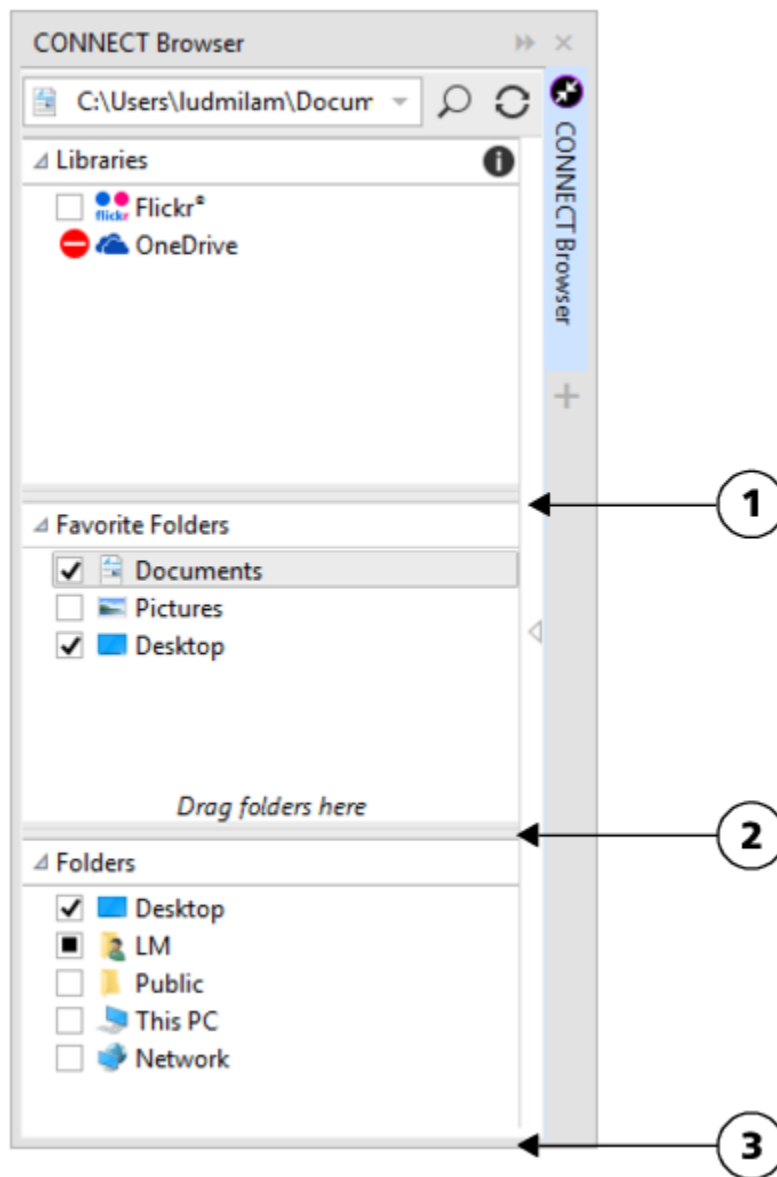 CONNECT Browser
C:\Users\ludmilam\Docum
CONNECT Browser
Libraries
flickr Flickr®
OneDrive
1
Favorite Folders
Documents
Pictures
Desktop
Drag folders here
2
Folders
Desktop
LM
Public
This PC
Network
3